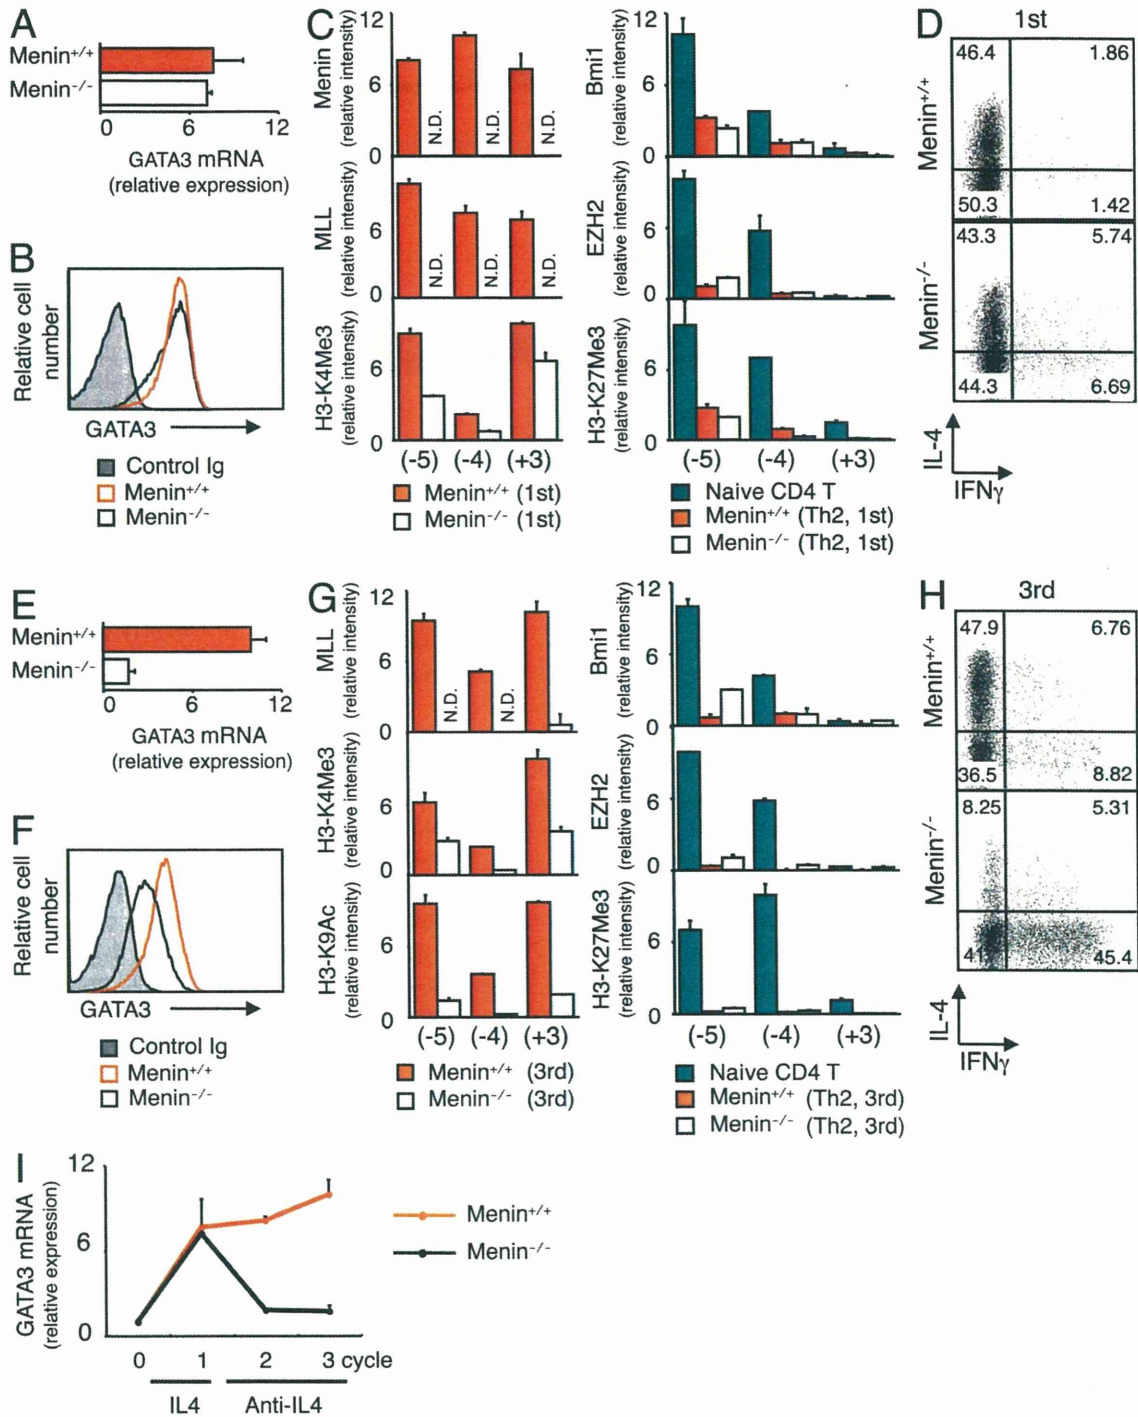 A
Menin+/+
Menin-/-
0 6 12
GATA3 mRNA
(relative expression)
B
Relative cell
number
GATA3
Control Ig
Menin+/+
Menin-/-
C
12
6
0
Menin
(relative intensity)
N.D. N.D. N.D.
6
0
MLL
(relative intensity)
N.D. N.D. N.D.
6
0
H3-K4Me3
(relative intensity)
(-5) (-4) (+3)
Menin+/+ (1st)
Menin-/- (1st)
12
6
0
Bmi1
(relative intensity)
6
0
EZH2
(relative intensity)
6
0
H3-K27Me3
(relative intensity)
(-5) (-4) (+3)
Naive CD4 T
Menin+/+ (Th2, 1st)
Menin-/- (Th2, 1st)
D
1st
Menin+/+
46.4 1.86
50.3 1.42
Menin-/-
43.3 5.74
44.3 6.69
IL-4
IFNγ
E
Menin+/+
Menin-/-
0 6 12
GATA3 mRNA
(relative expression)
F
Relative cell
number
GATA3
Control Ig
Menin+/+
Menin-/-
G
12
6
0
MLL
(relative intensity)
N.D. N.D.
6
0
H3-K4Me3
(relative intensity)
6
0
H3-K9Ac
(relative intensity)
(-5) (-4) (+3)
Menin+/+ (3rd)
Menin-/- (3rd)
12
6
0
Bmi1
(relative intensity)
6
0
EZH2
(relative intensity)
6
0
H3-K27Me3
(relative intensity)
(-5) (-4) (+3)
Naive CD4 T
Menin+/+ (Th2, 3rd)
Menin-/- (Th2, 3rd)
H
3rd
Menin+/+
47.9 6.76
36.5 8.82
Menin-/-
8.25 5.31
45.4
IL-4
IFNγ
I
12
6
0
GATA3 mRNA
(relative expression)
0 1 2 3 cycle
IL4 Anti-IL4
Menin+/+
Menin-/-